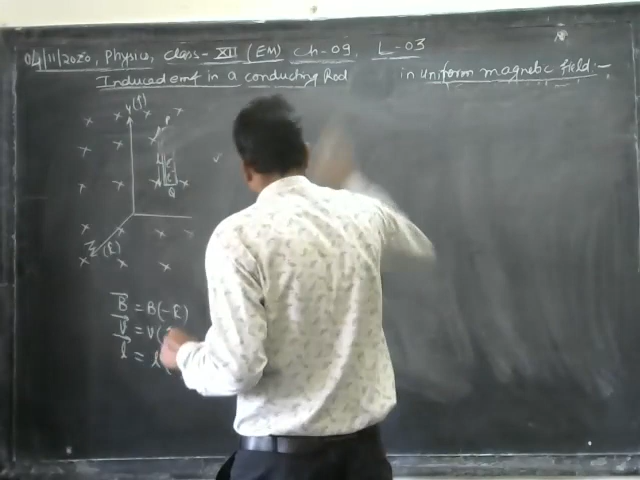 04/11/2020, Physics, Class-XII (EM) Ch-09, L-03
Induced emf in a conducting Rod in uniform magnetic field:-
Y(ĵ)
P
Q
Z(k̂)
B⃗ = B(-k̂)
V⃗ = V(
l⃗ = l(